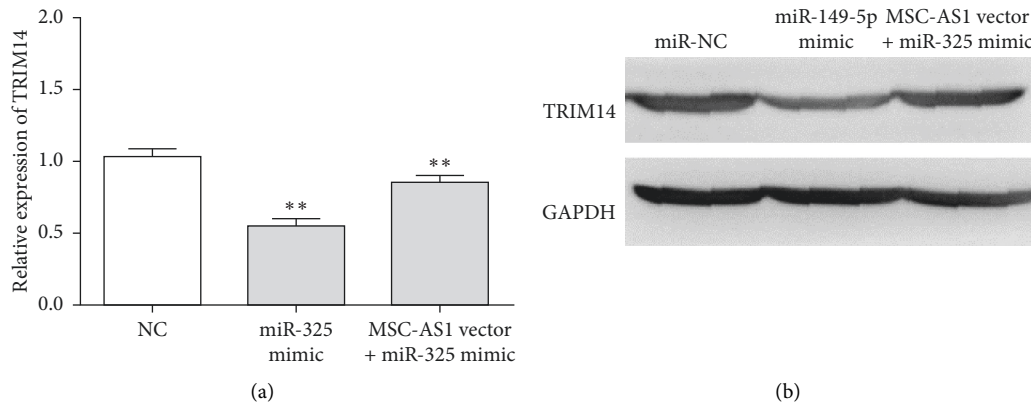 Relative expression of TRIM14
2.0
1.5
1.0
0.5
0.0
**
**
NC
miR-325
mimic
MSC-AS1 vector
+ miR-325 mimic
(a)
miR-NC
miR-149-5p
mimic
MSC-AS1 vector
+ miR-325 mimic
TRIM14
GAPDH
(b)